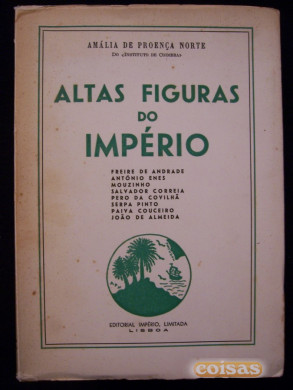 AMÁLIA DE PROENÇA NORTE
DO «INSTITUTO DE COIMBRA»
ALTAS FIGURAS
DO
IMPÉRIO
FREIRE DE ANDRADE
ANTÓNIO ENES
MOUZINHO
SALVADOR CORREIA
PERO DA COVILHÃ
SERPA PINTO
PAIVA COUCEIRO
JOÃO DE ALMEIDA
EDITORIAL IMPÉRIO, LIMITADA
LISBOA
coisas